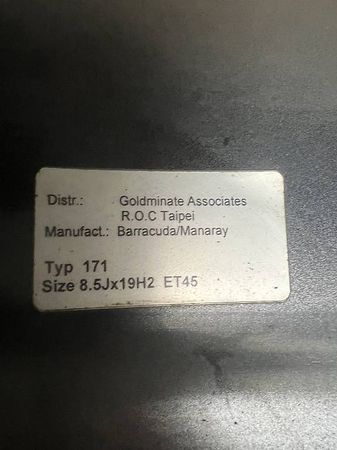 Distr.: Goldminate Associates
R.O.C Taipei
Manufact.: Barracuda/Manaray
Typ 171
Size 8.5Jx19H2 ET45